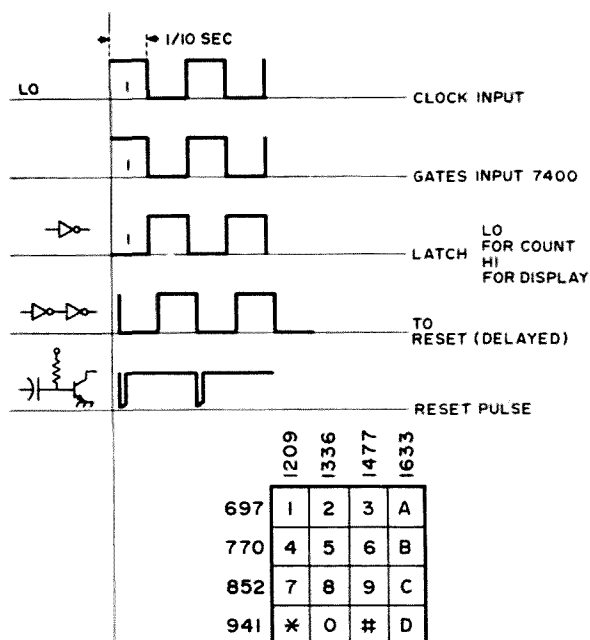 1/10 SEC
LO
1
CLOCK INPUT
1
GATES INPUT 7400
1
LATCH
LO
FOR COUNT
HI
FOR DISPLAY
TO
RESET (DELAYED)
RESET PULSE
1209 1336 1477 1633
697 1 2 3 A
770 4 5 6 B
852 7 8 9 C
941 * 0 # D